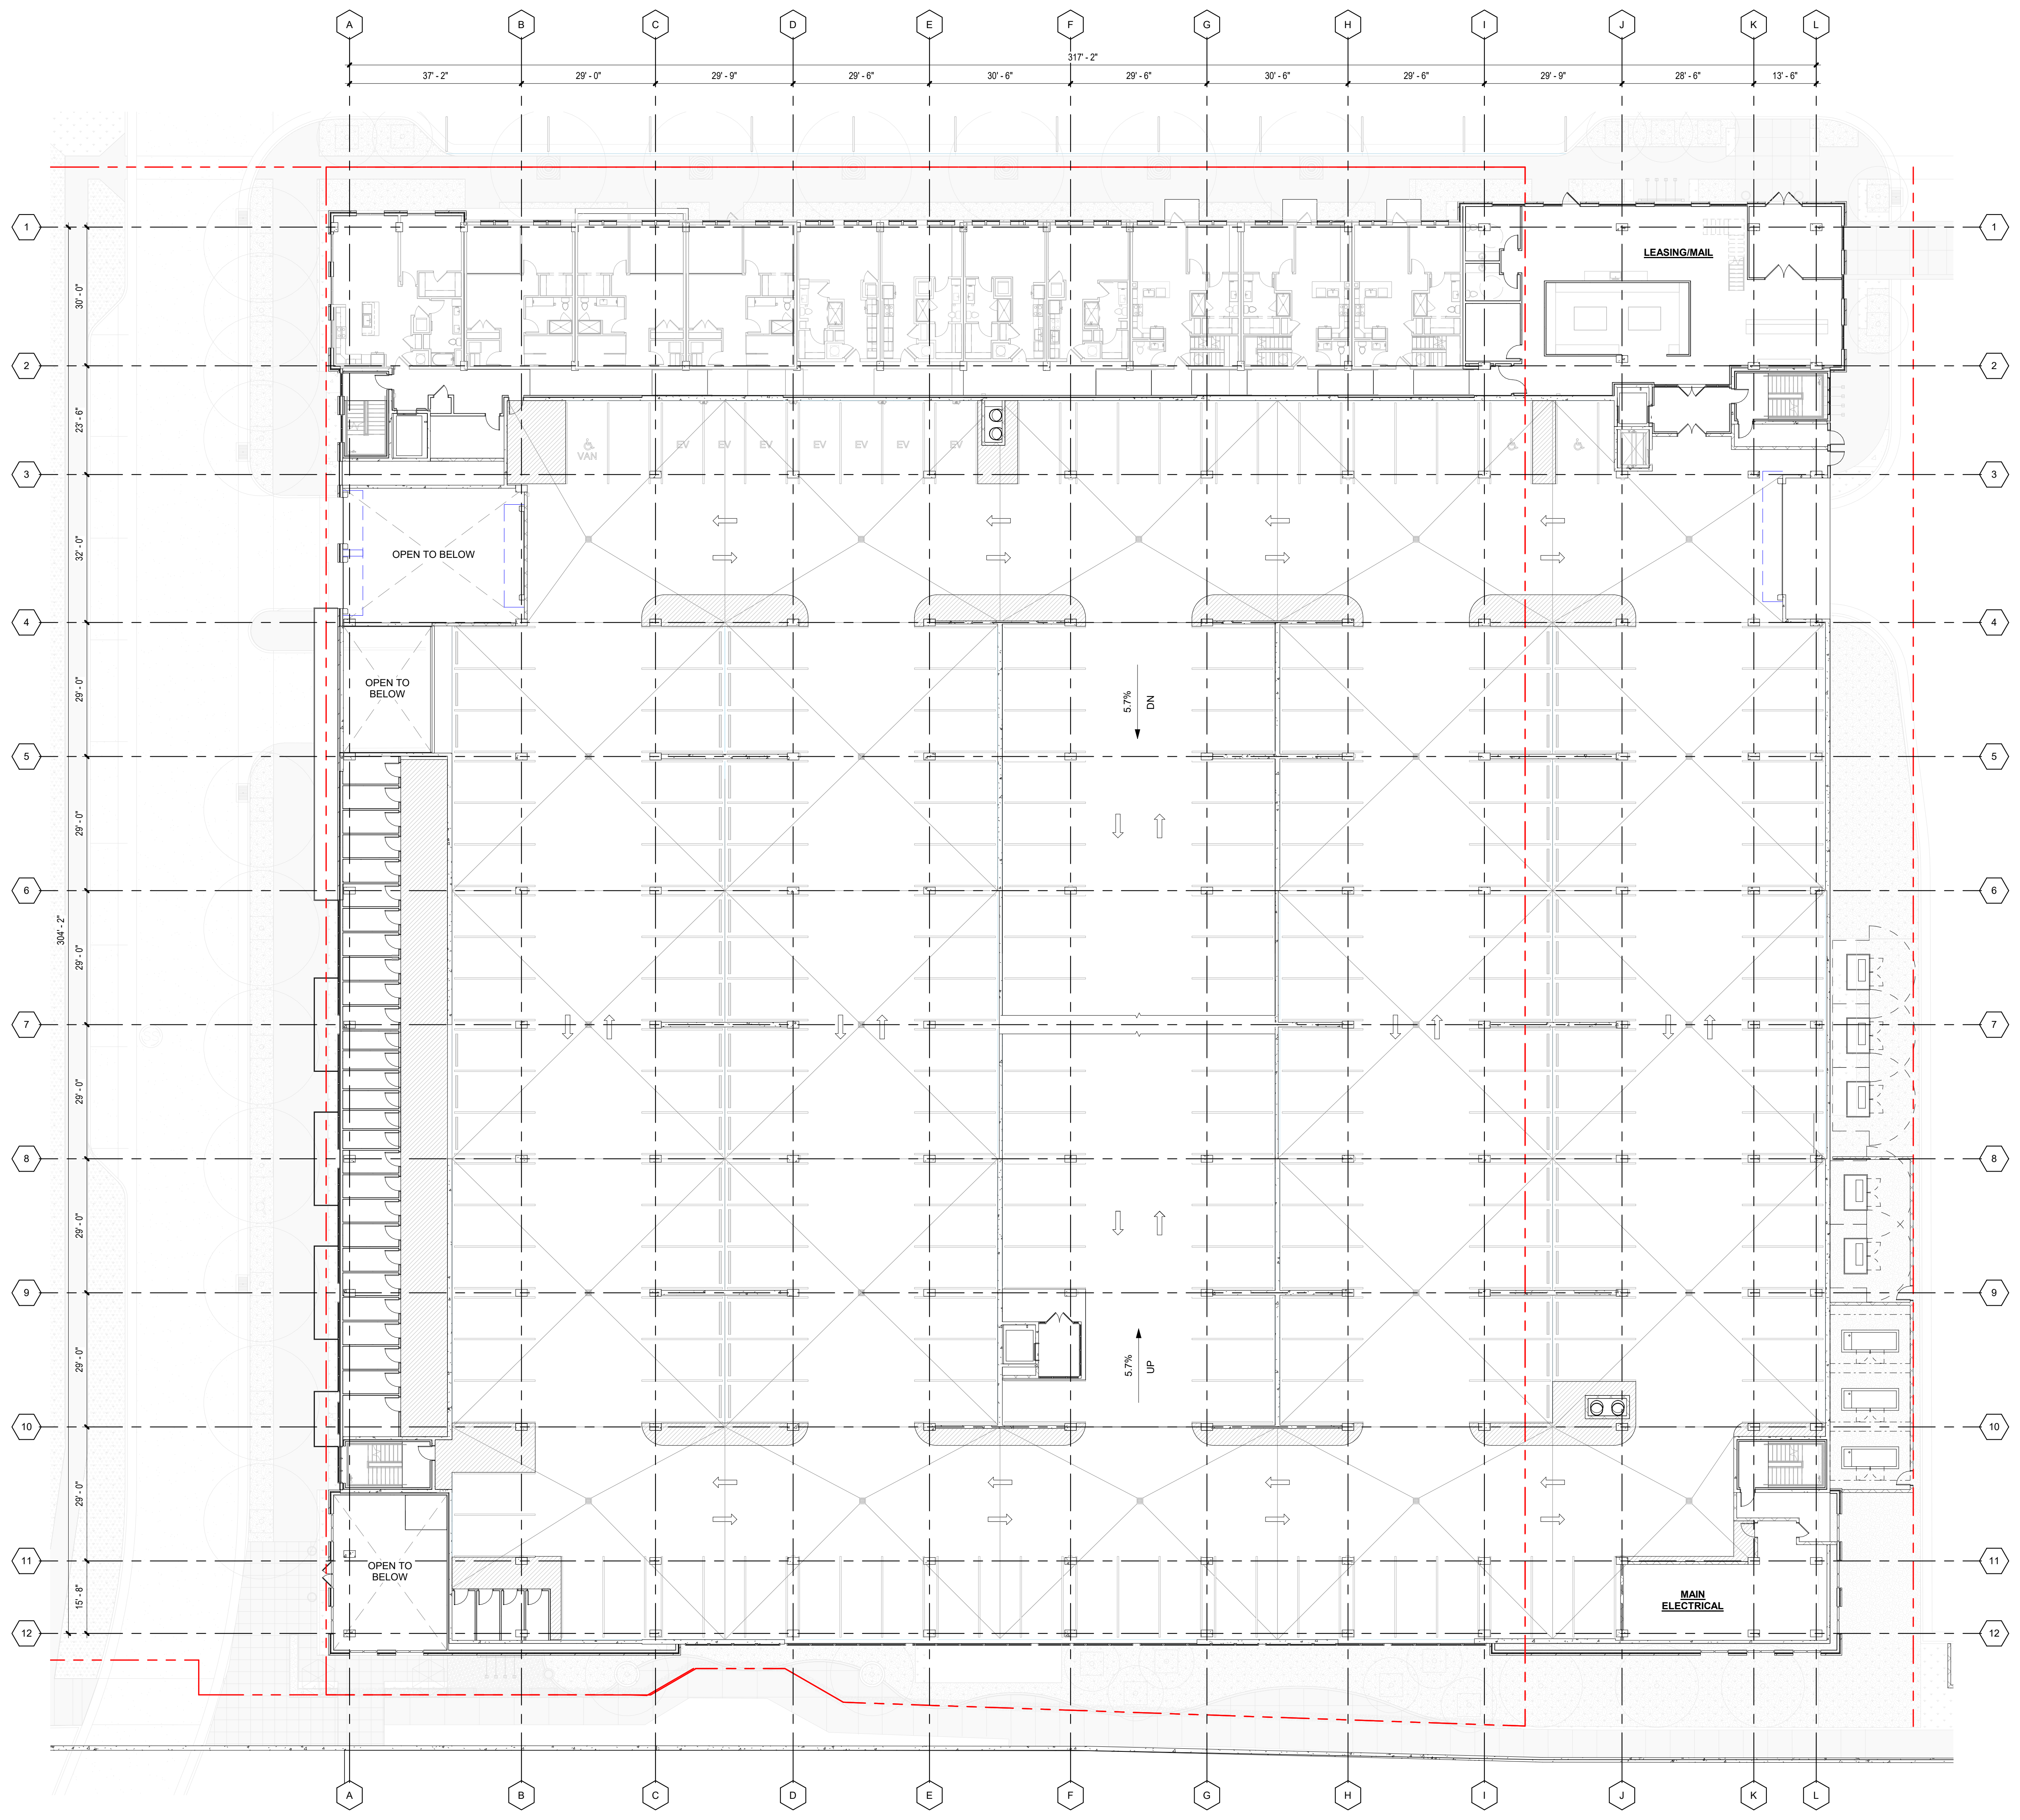 A B C D E F G H I J K L
317' - 2"
37' - 2" 29' - 0" 29' - 9" 29' - 6" 30' - 6" 29' - 6" 30' - 6" 29' - 6" 29' - 9" 28' - 6" 13' - 6"
1 1
LEASING/MAIL
30' - 0"
2 2
23' - 6"
EV EV EV EV EV EV EV
VAN
3 3
32' - 0"
OPEN TO BELOW
4 4
29' - 0"
OPEN TO
BELOW
5.7%
DN
5 5
29' - 0"
6 6
304' - 2"
29' - 0"
7 7
29' - 0"
8 8
29' - 0"
9 9
29' - 0"
5.7%
UP
10 10
29' - 0"
11 11
OPEN TO
BELOW
15' - 8"
MAIN
ELECTRICAL
12 12
A B C D E F G H I J K L